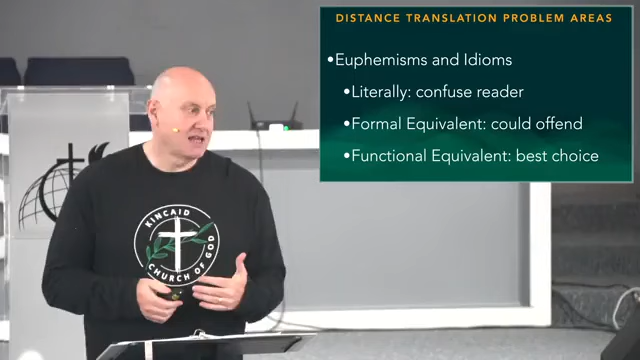 DISTANCE TRANSLATION PROBLEM AREAS
•Euphemisms and Idioms
•Literally: confuse reader
•Formal Equivalent: could offend
•Functional Equivalent: best choice
KINCAID
CHURCH OF GOD